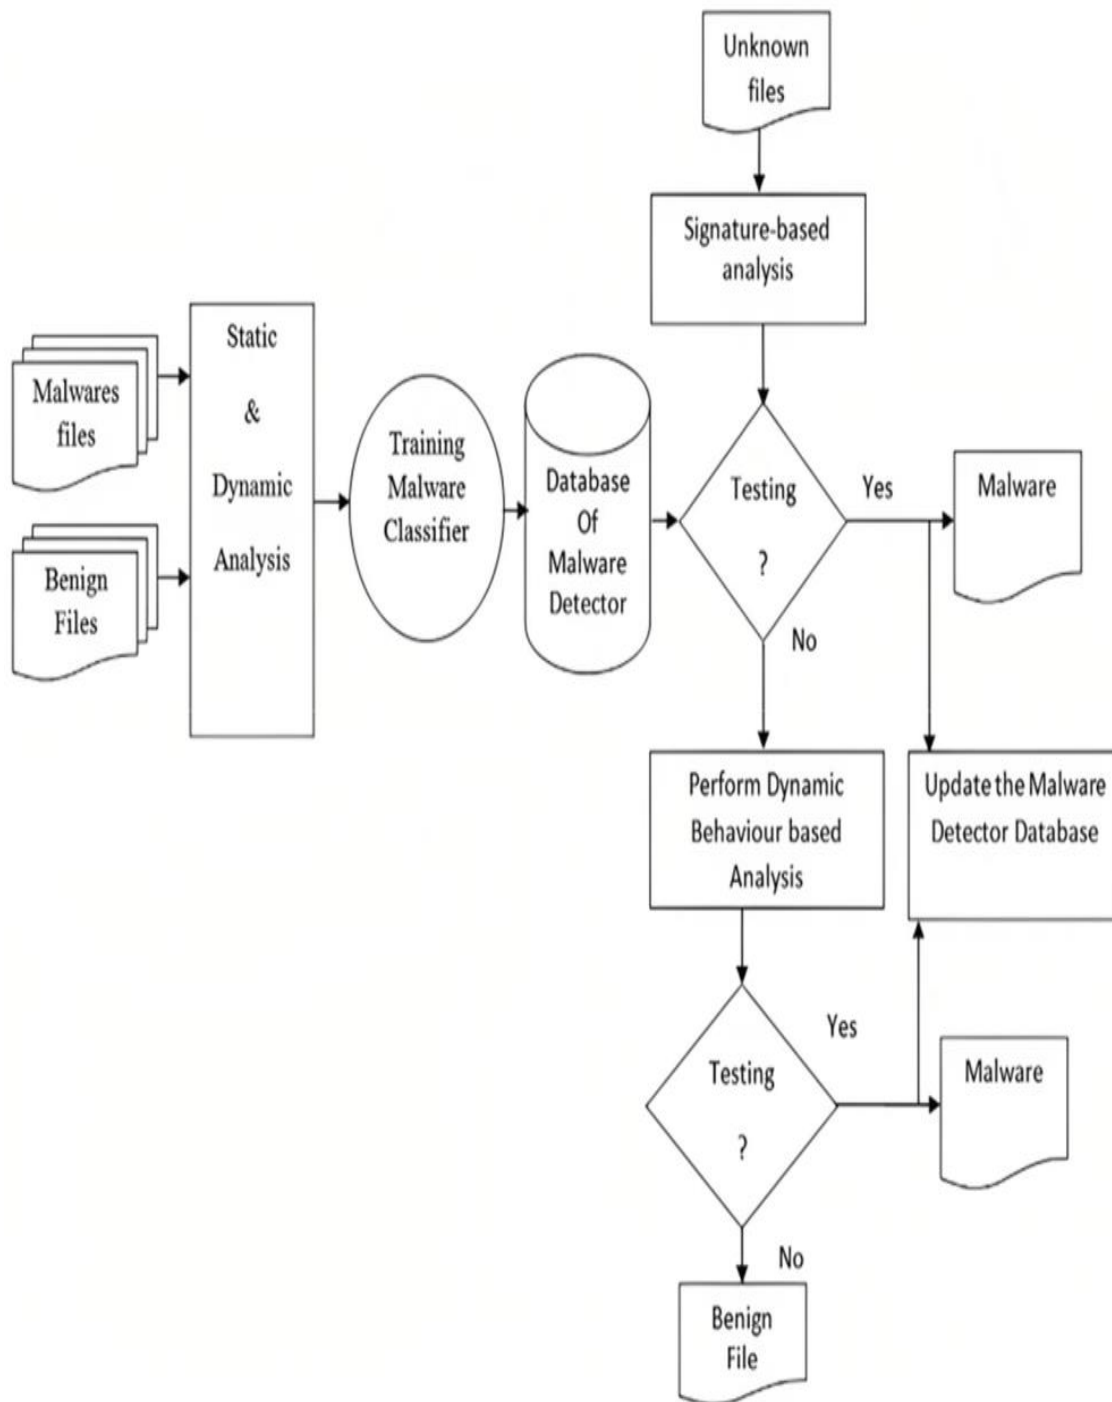 Unknown
files
Signature-based
analysis
Malwares
files
Benign
Files
Static
&
Dynamic
Analysis
Training
Malware
Classifier
Database
Of
Malware
Detector
Testing
?
Yes
Malware
No
Perform Dynamic
Behaviour based
Analysis
Update the Malware
Detector Database
Testing
?
Yes
Malware
No
Benign
File